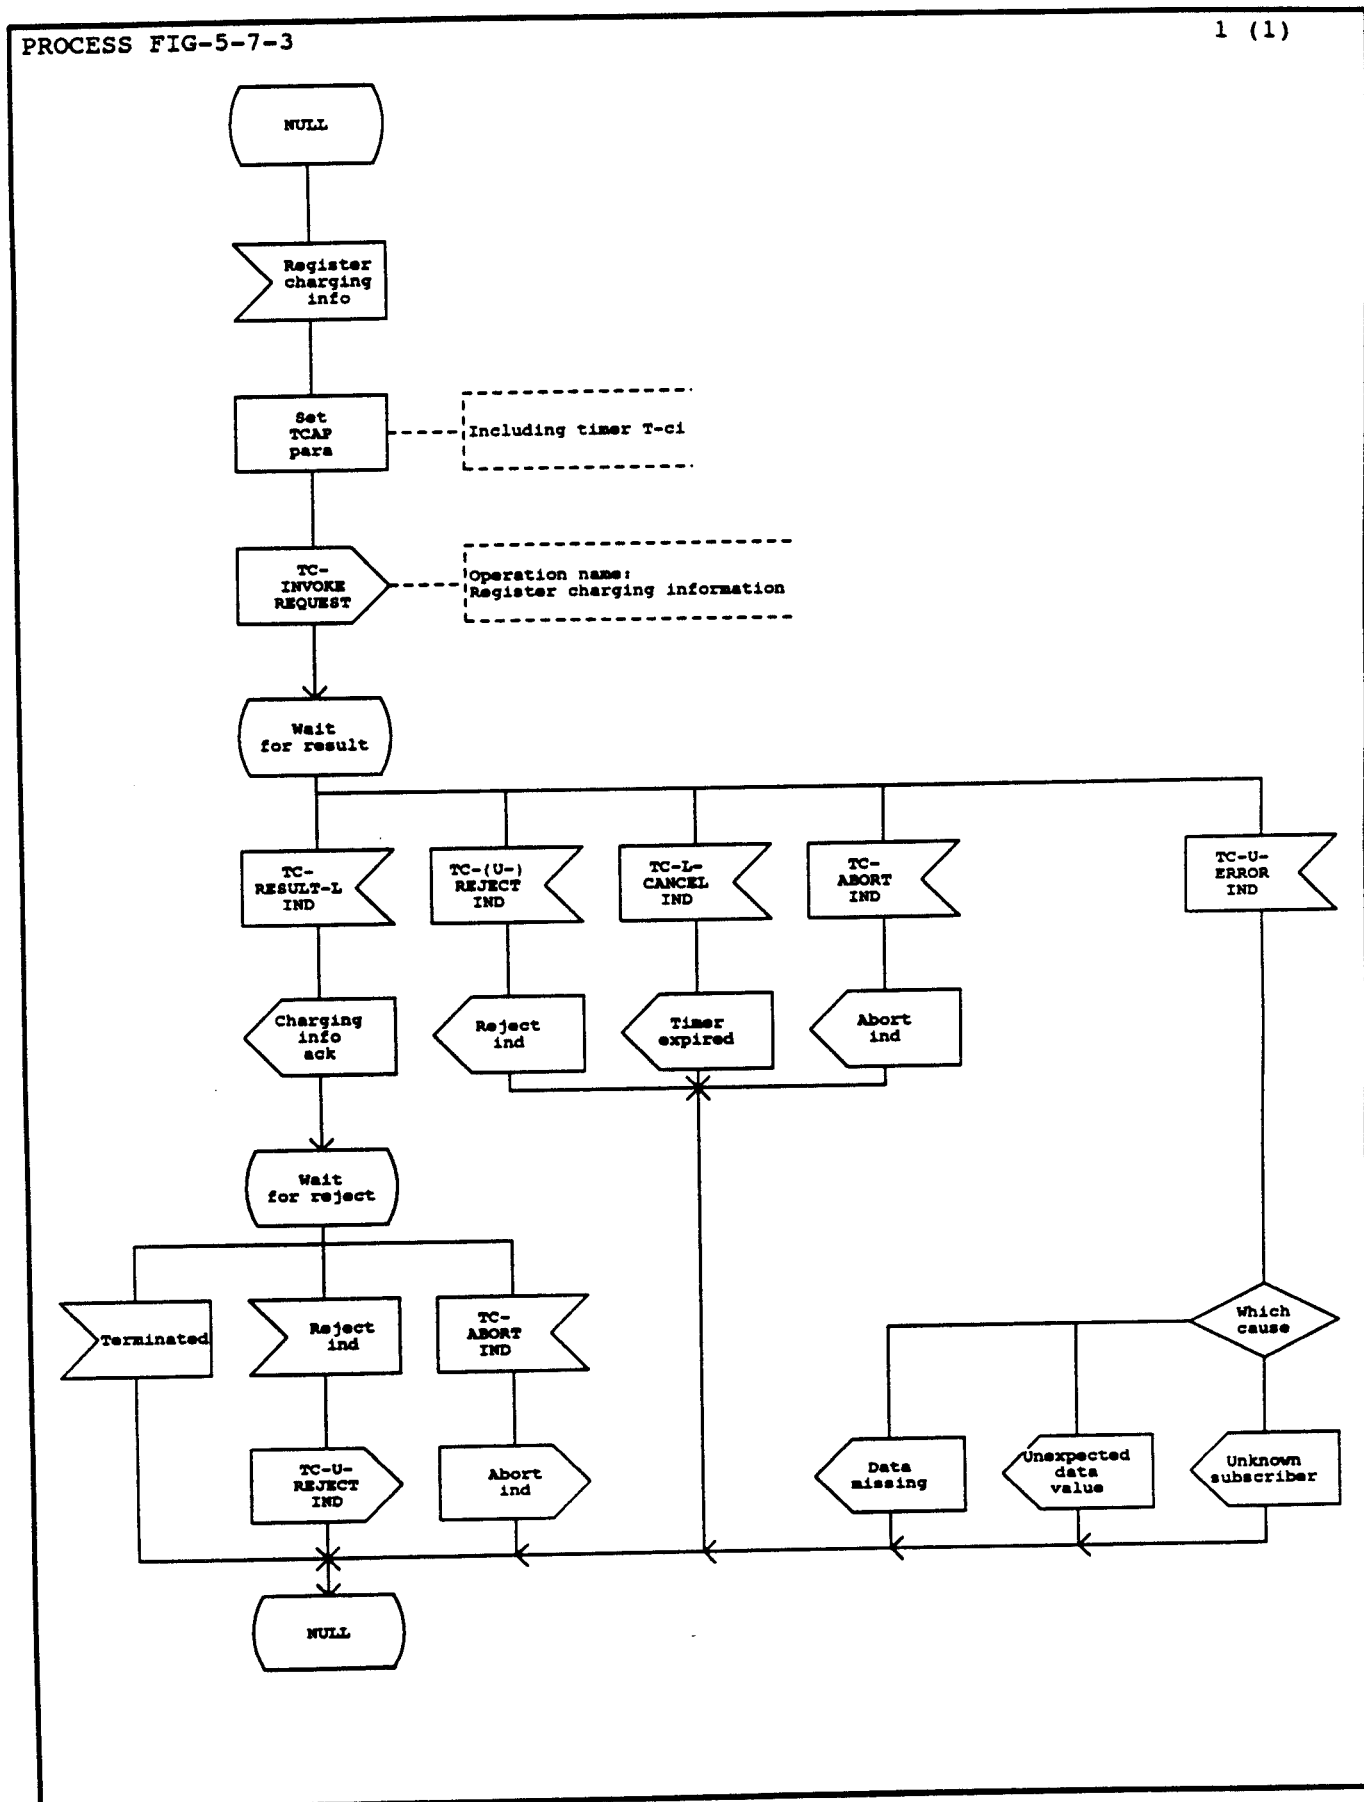 PROCESS FIG-5-7-3
1 (1)
NULL
Register
charging
info
Set
TCAP
para
Including timer T-ci
TC-
INVOKE
REQUEST
Operation name:
Register charging information
Wait
for result
TC-
RESULT-L
IND
TC-(U-)
REJECT
IND
TC-L-
CANCEL
IND
TC-
ABORT
IND
TC-U-
ERROR
IND
Charging
info
ack
Reject
ind
Timer
expired
Abort
ind
Wait
for reject
Terminated
Reject
ind
TC-
ABORT
IND
Which
cause
TC-U-
REJECT
IND
Abort
ind
Data
missing
Unexpected
data
value
Unknown
subscriber
NULL